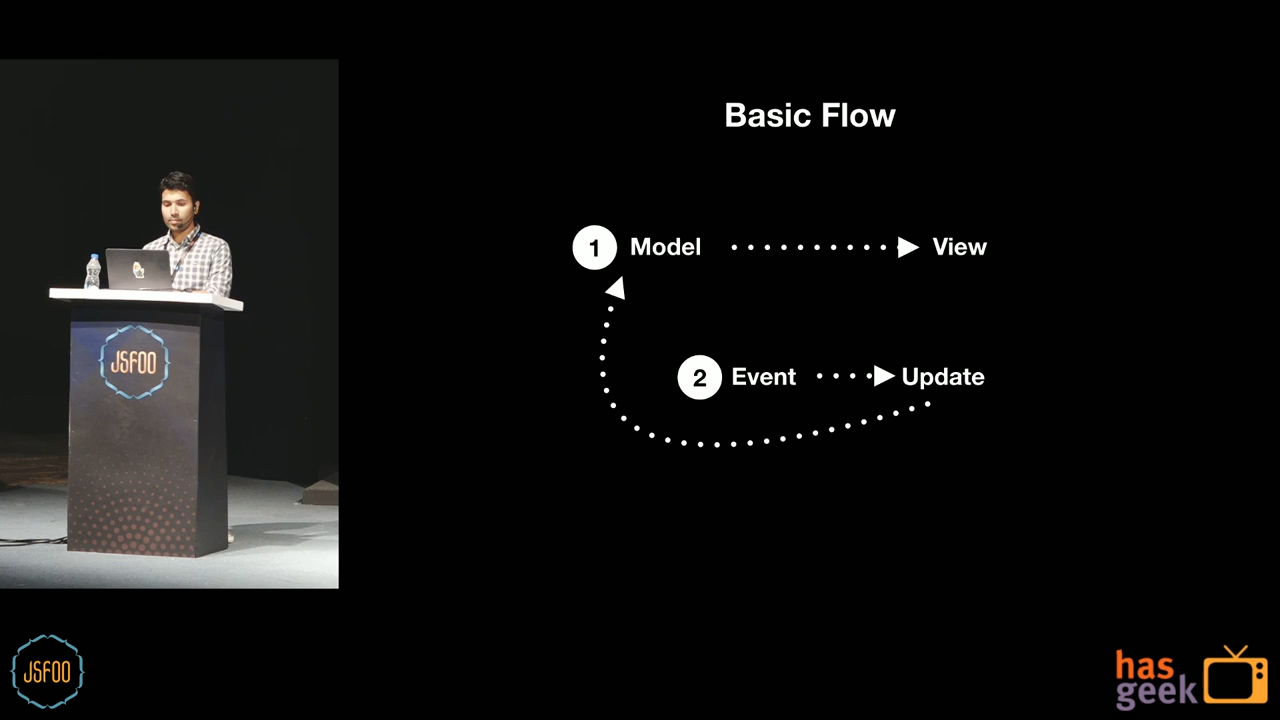 Basic Flow
1 Model View
2 Event Update
JSFOO
JSFOO
has
geek